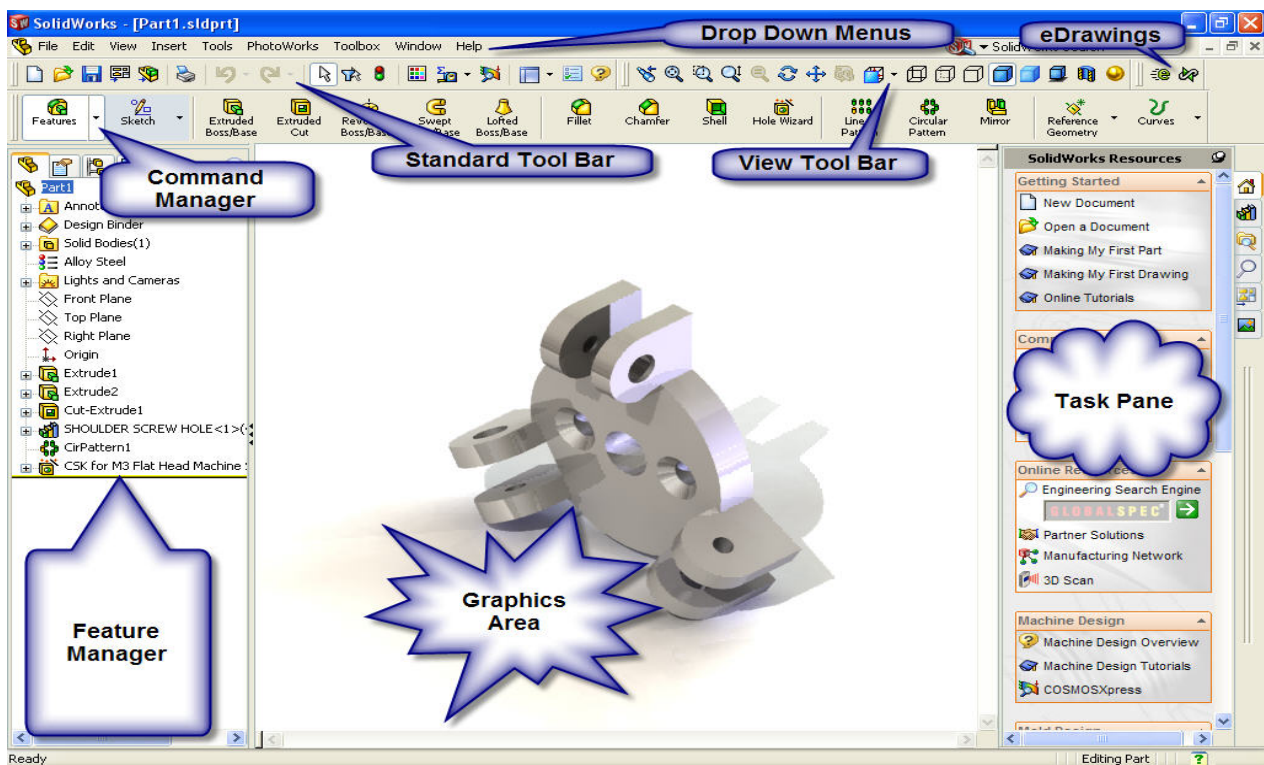 SolidWorks - [Part1.sldprt]
Drop Down Menus
eDrawings
File Edit View Insert Tools PhotoWorks Toolbox Window Help
Features
Sketch
Extruded Boss/Base
Extruded Cut
Boss/Base
Swept
Lofted Boss/Base
Fillet
Chamfer
Shell
Hole Wizard
Circular Pattern
Mirror
Reference Geometry
Curves
Standard Tool Bar
View Tool Bar
Command
Manager
Part1
Design Binder
Solid Bodies(1)
Alloy Steel
Lights and Cameras
Front Plane
Top Plane
Right Plane
Origin
Extrude1
Extrude2
Cut-Extrude1
SHOULDER SCREW HOLE<1>(
CirPattern1
CSK for M3 Flat Head Machine
Feature
Manager
Graphics
Area
SolidWorks Resources
Getting Started
New Document
Open a Document
Making My First Part
Making My First Drawing
Online Tutorials
Task Pane
Online
Engineering Search Engine
GLOBALSPEC
Partner Solutions
Manufacturing Network
3D Scan
Machine Design
Machine Design Overview
Machine Design Tutorials
COSMOSXpress
Ready
Editing Part